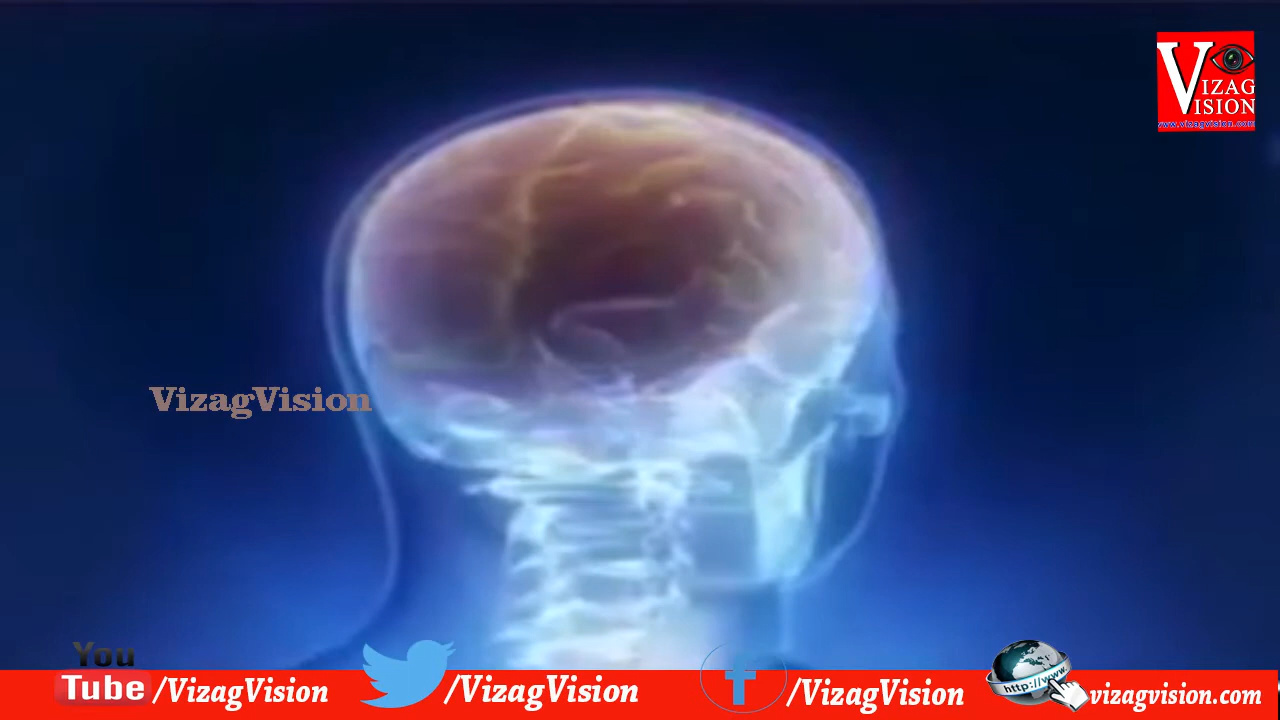 VIZAG
VISION
www.vizagvision.com
VizagVision
You
Tube /VizagVision
/VizagVision
f /VizagVision
http://www.
vizagvision.com